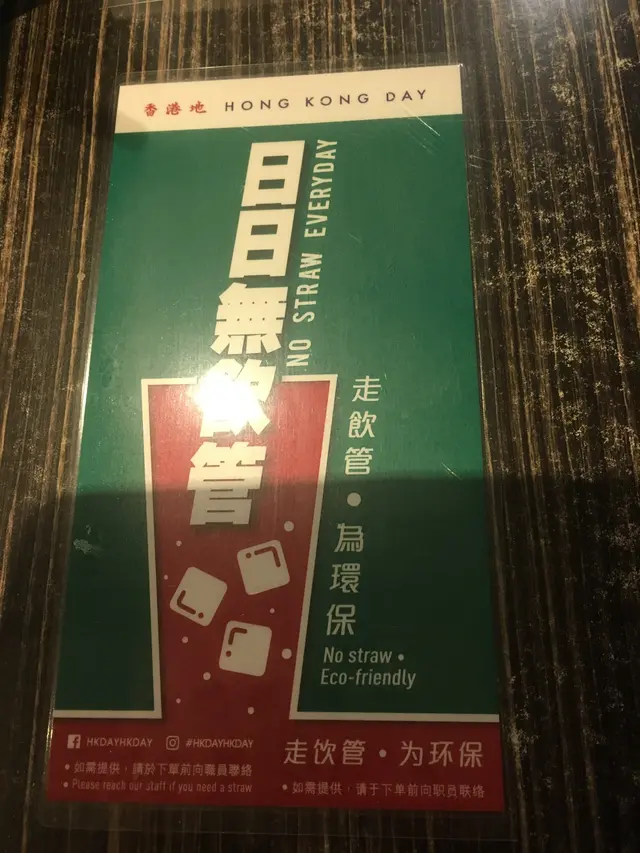 香港地 HONG KONG DAY
日日無飲管
NO STRAW EVERYDAY
走飲管•為環保
No straw •
Eco-friendly
HKDAYHKDAY #HKDAYHKDAY
• 如需提供，請於下單前向職員聯絡
• Please reach our staff if you need a straw
走饮管•为环保
• 如需提供，请于下单前向职员联络